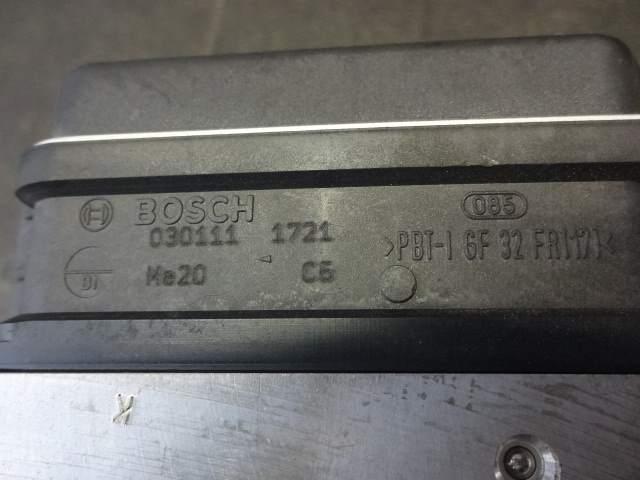 BOSCH
030111 1721
Me20 C6
085
>PBT-I GF 32 FR(17)<